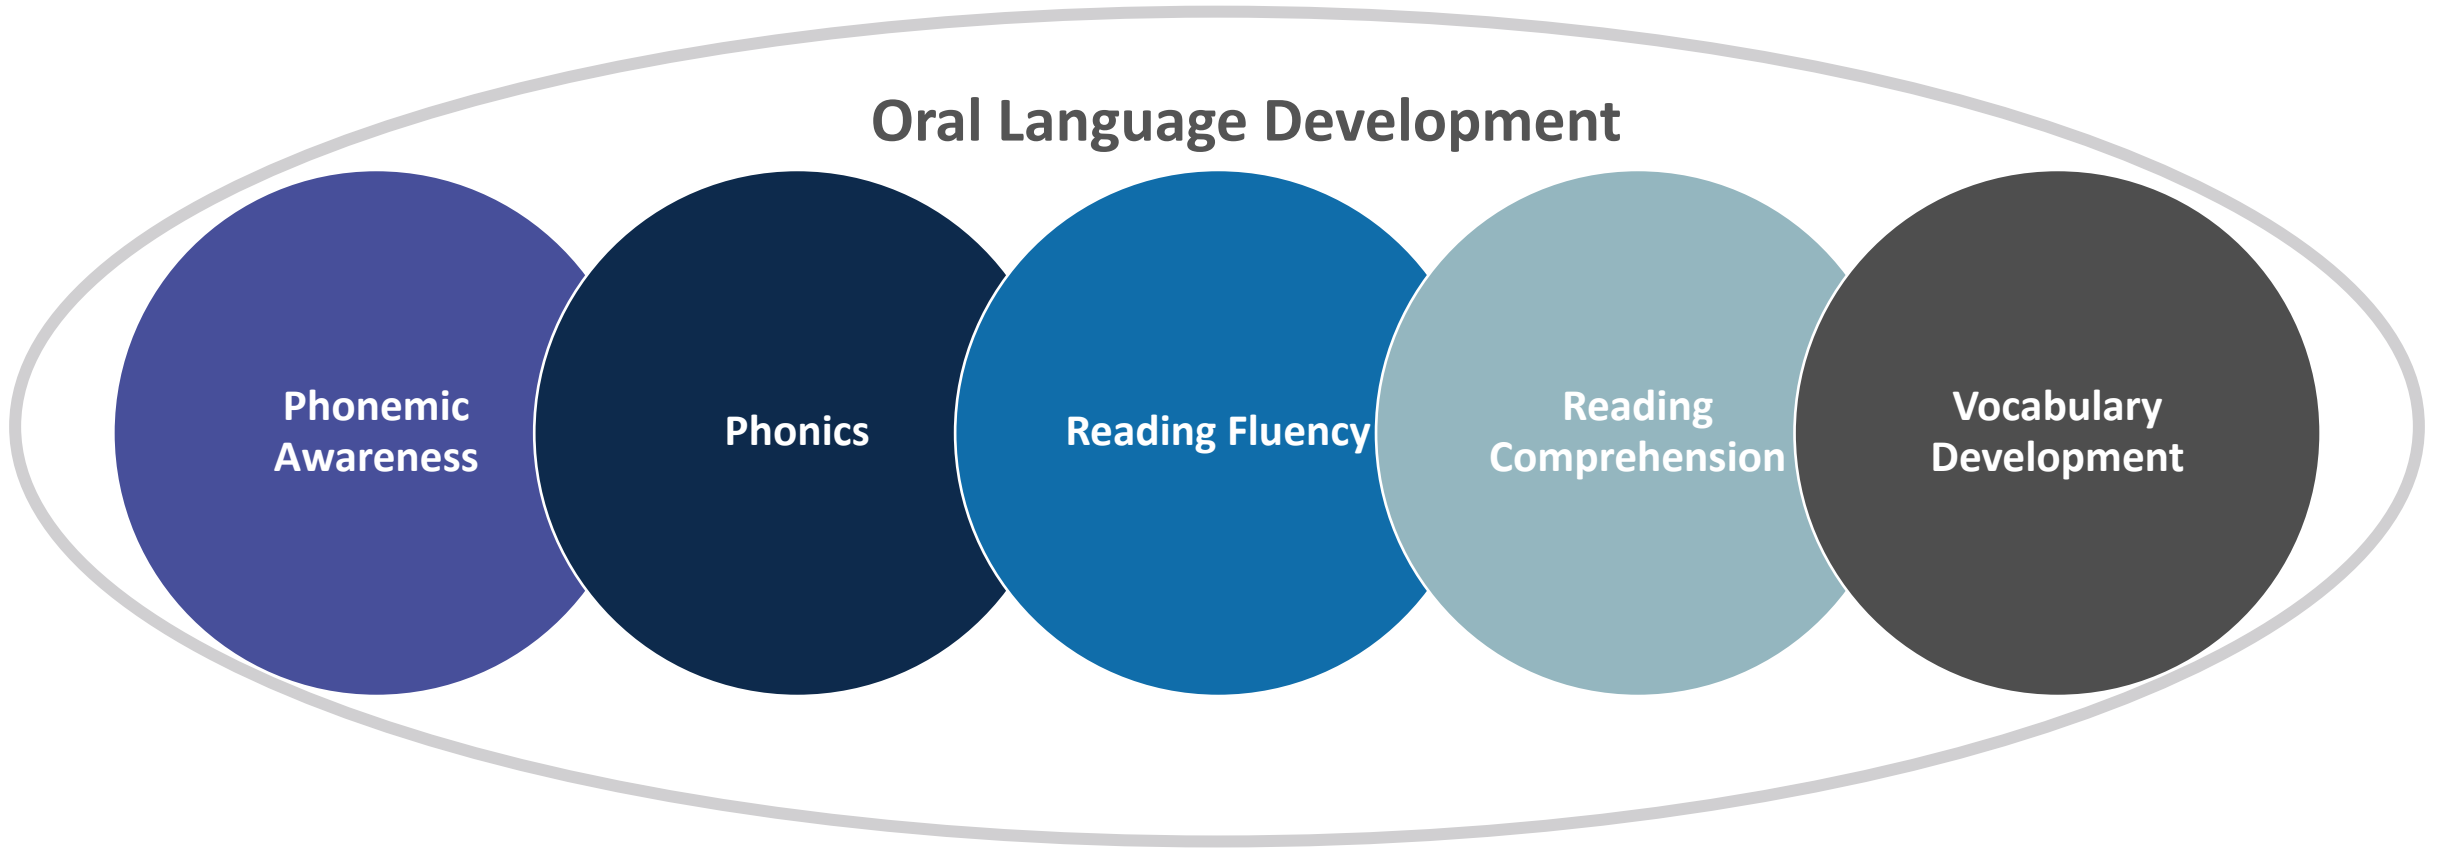 Oral Language Development
Phonemic
Awareness
Phonics
Reading Fluency
Reading
Comprehension
Vocabulary
Development